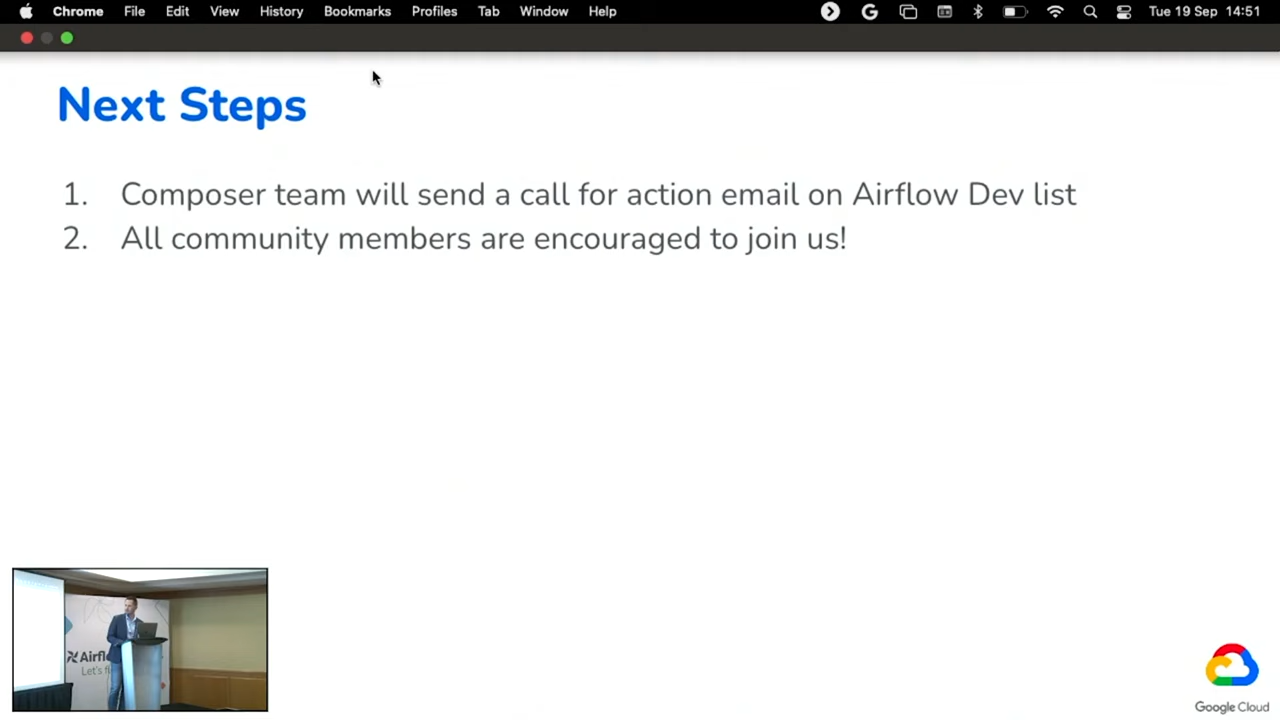 Chrome File Edit View History Bookmarks Profiles Tab Window Help Tue 19 Sep 14:51
Next Steps
1. Composer team will send a call for action email on Airflow Dev list
2. All community members are encouraged to join us!
Airfl
Let's f
Google Cloud